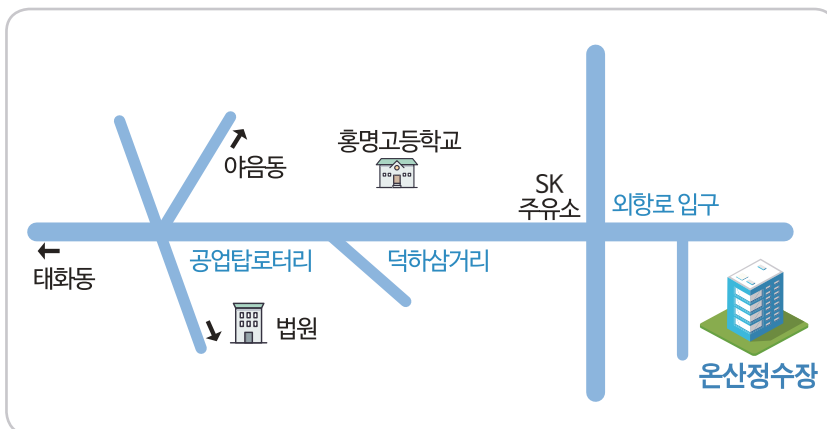 홍명고등학교
야음동
SK
주유소
외항로 입구
공업탑로터리
덕하삼거리
태화동
법원
온산정수장